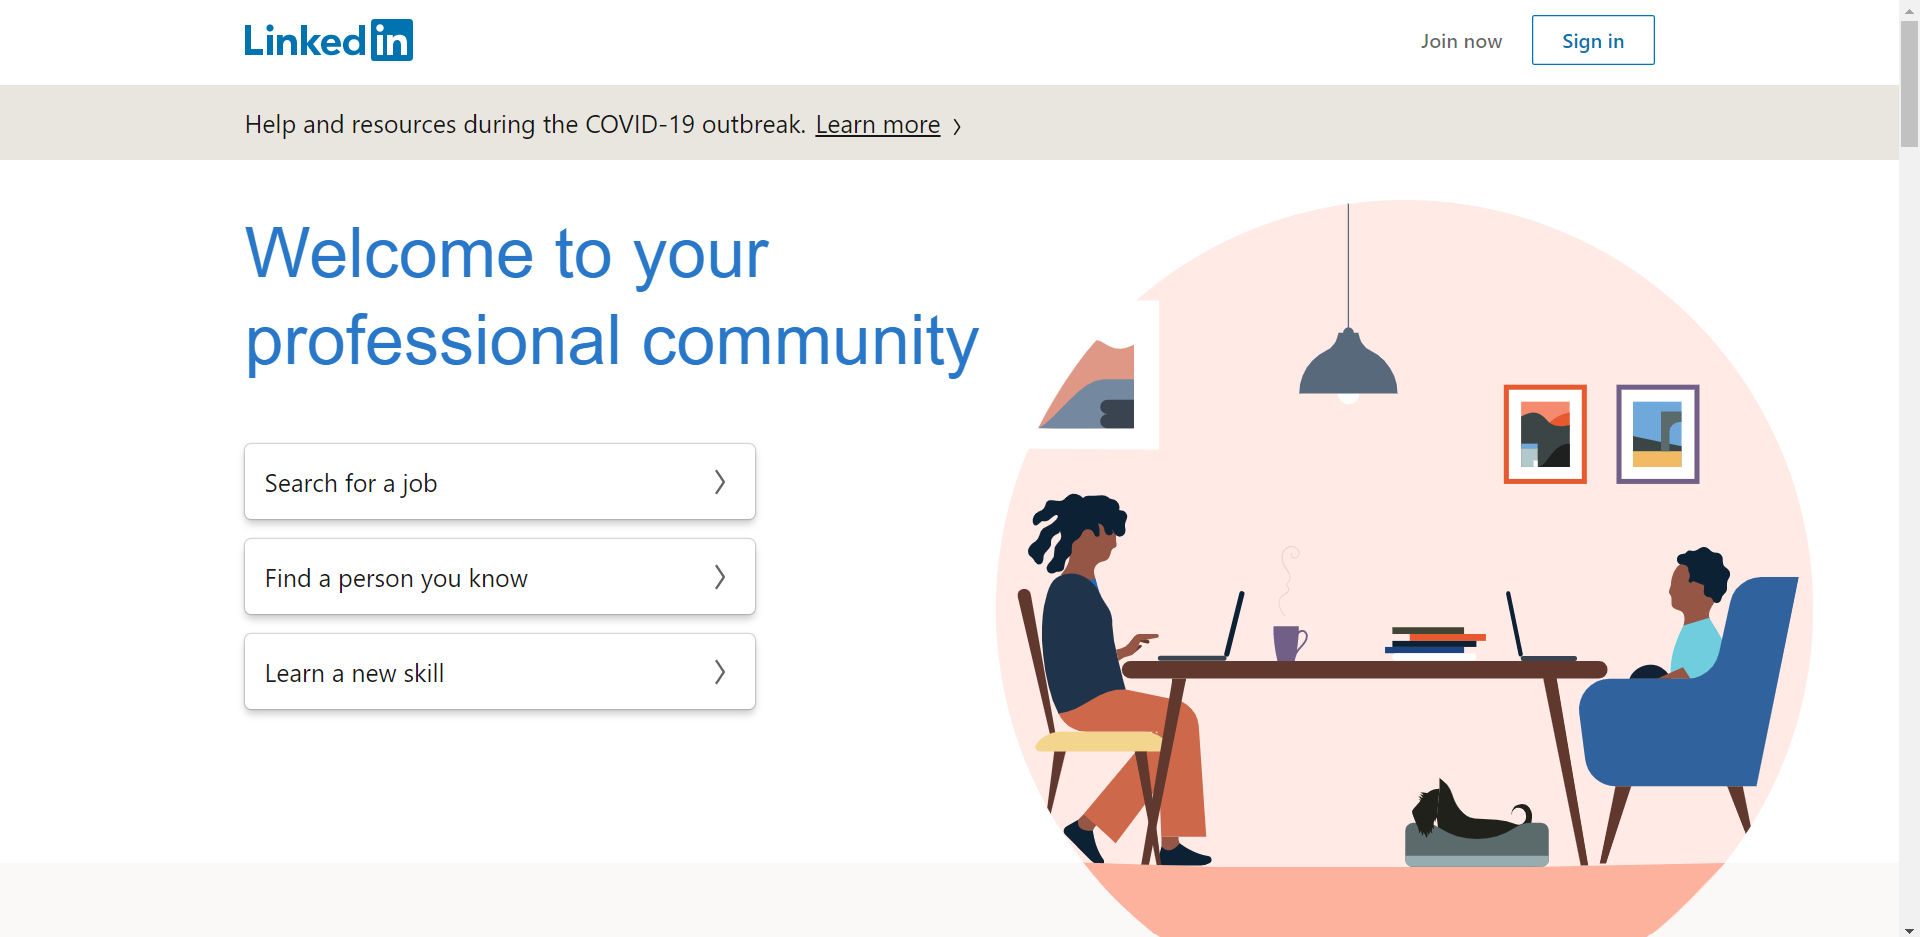 LinkedIn
Join now
Sign in
Help and resources during the COVID-19 outbreak. Learn more
Welcome to your
professional community
Search for a job
Find a person you know
Learn a new skill